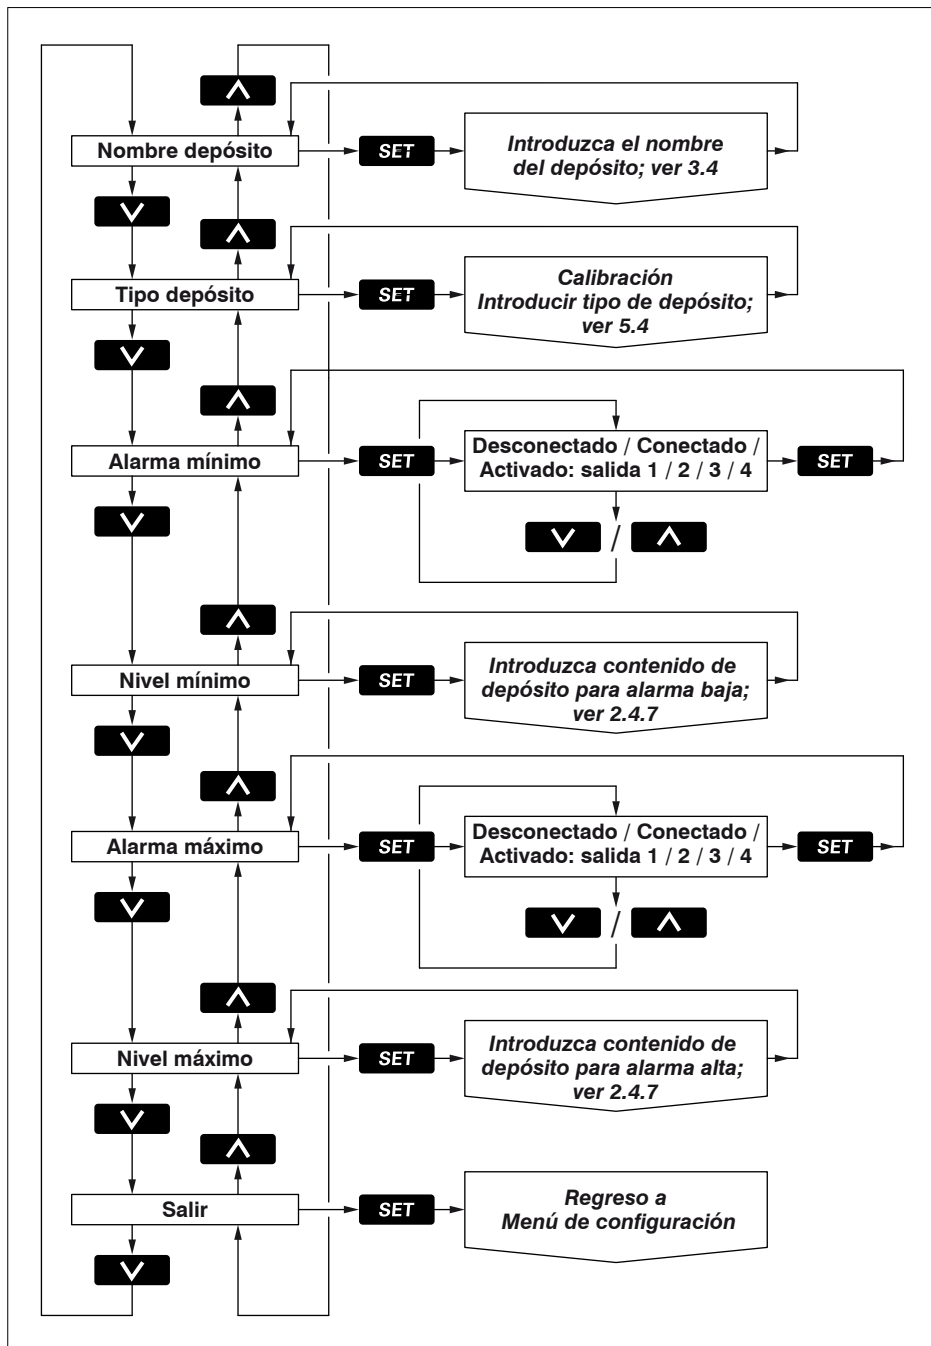 Nombre depósito
SET
Introduzca el nombre
del depósito; ver 3.4
Tipo depósito
SET
Calibración
Introducir tipo de depósito;
ver 5.4
Alarma mínimo
SET
Desconectado / Conectado /
Activado: salida 1 / 2 / 3 / 4
SET
/
Nivel mínimo
SET
Introduzca contenido de
depósito para alarma baja;
ver 2.4.7
Alarma máximo
SET
Desconectado / Conectado /
Activado: salida 1 / 2 / 3 / 4
SET
/
Nivel máximo
SET
Introduzca contenido de
depósito para alarma alta;
ver 2.4.7
Salir
SET
Regreso a
Menú de configuración